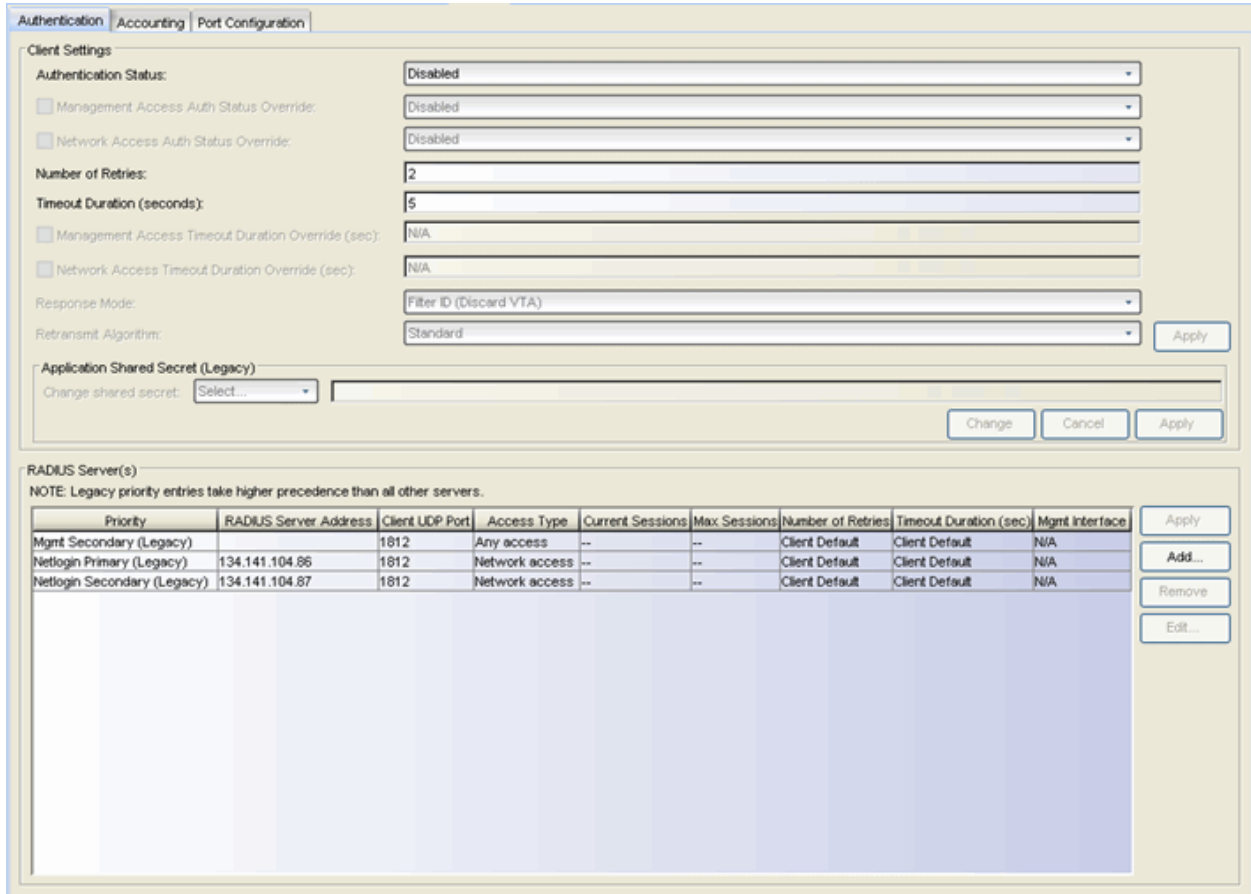 Authentication Accounting Port Configuration
Client Settings
Authentication Status: Disabled
Management Access Auth Status Override: Disabled
Network Access Auth Status Override: Disabled
Number of Retries: 2
Timeout Duration (seconds): 5
Management Access Timeout Duration Override (sec): N/A
Network Access Timeout Duration Override (sec): N/A
Response Mode: Filter ID (Discard VTA)
Retransmit Algorithm: Standard Apply
Application Shared Secret (Legacy)
Change shared secret: Select...
Change Cancel Apply
RADIUS Server(s)
NOTE: Legacy priority entries take higher precedence than all other servers.
Priority RADIUS Server Address Client UDP Port Access Type Current Sessions Max Sessions Number of Retries Timeout Duration (sec) Mgmt Interface Apply
Mgmt Secondary (Legacy) 1812 Any access -- -- Client Default Client Default N/A
Netlogin Primary (Legacy) 134.141.104.86 1812 Network access -- -- Client Default Client Default N/A Add...
Netlogin Secondary (Legacy) 134.141.104.87 1812 Network access -- -- Client Default Client Default N/A
Remove
Edit...